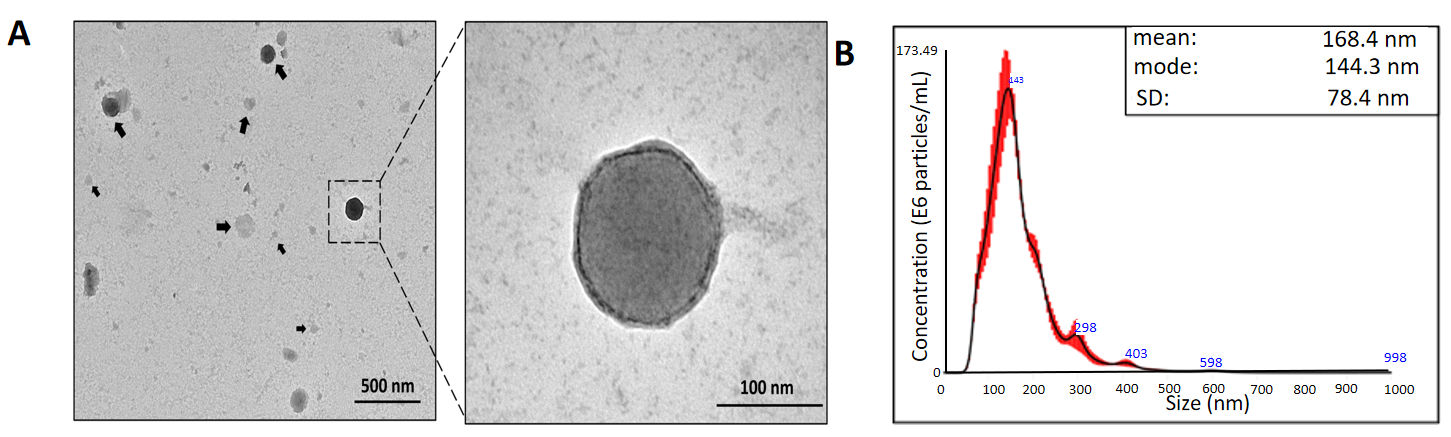 A
500 nm
100 nm
B
mean: 168.4 nm
mode: 144.3 nm
SD: 78.4 nm
173.49
143
298
403
598
998
Concentration (E6 particles/mL)
0
0 100 200 300 400 500 600 700 800 900 1000
Size (nm)